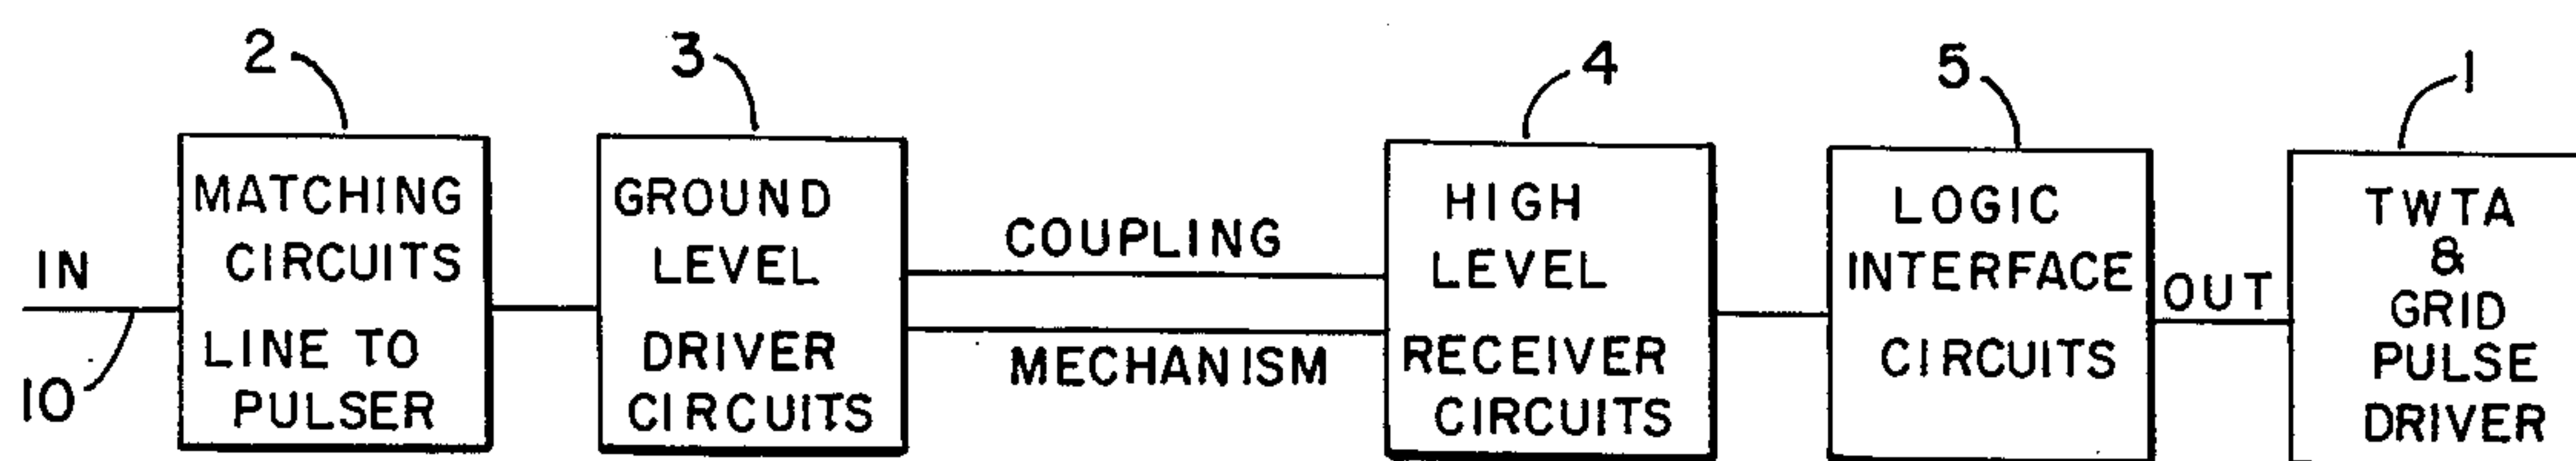 2
3
4
5
1
IN
10
MATCHING
CIRCUITS
LINE TO
PULSER
GROUND
LEVEL
DRIVER
CIRCUITS
COUPLING
MECHANISM
HIGH
LEVEL
RECEIVER
CIRCUITS
LOGIC
INTERFACE
CIRCUITS
OUT
TWTA
&
GRID
PULSE
DRIVER